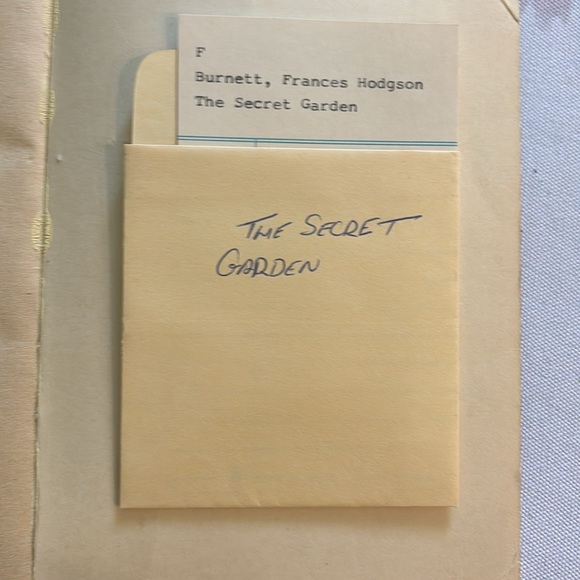 F
Burnett, Frances Hodgson
The Secret Garden
THE SECRET
GARDEN